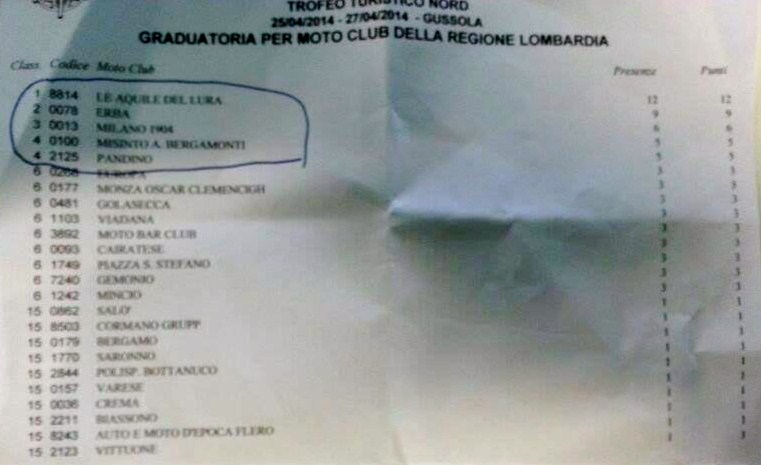 TROFEO TURISTICO NORD
25/04/2014 - 27/04/2014 - GUSSOLA
GRADUATORIA PER MOTO CLUB DELLA REGIONE LOMBARDIA
Class. Codice Moto Club Presenze Punti
1 8814 LE AQUILE DEL LURA 12 12
2 0078 ERBA 9 9
3 0013 MILANO 1904 6 6
4 0100 MISINTO A. BERGAMONTI 5 5
4 2125 PANDINO 5 5
6 0268 EUROPA 3 3
6 0177 MONZA OSCAR CLEMENCIGH 3 3
6 0481 GOLASECCA 3 3
6 1103 VIADANA 3 3
6 3892 MOTO BAR CLUB 3 3
6 0093 CAIRATESE 3 3
6 1749 PIAZZA S. STEFANO 3 3
6 7240 GEMONIO 3 3
6 1242 MINCIO 3 3
15 0862 SALO' 1 1
15 8503 CORMANO GRUPP 1 1
15 0179 BERGAMO 1 1
15 1770 SARONNO 1 1
15 2844 POLISP. BOTTANUCO 1 1
15 0157 VARESE 1 1
15 0036 CREMA 1 1
15 2211 BIASSONO 1 1
15 8243 AUTO E MOTO D'EPOCA FLERO 1 1
15 2123 VITTUONE 1 1